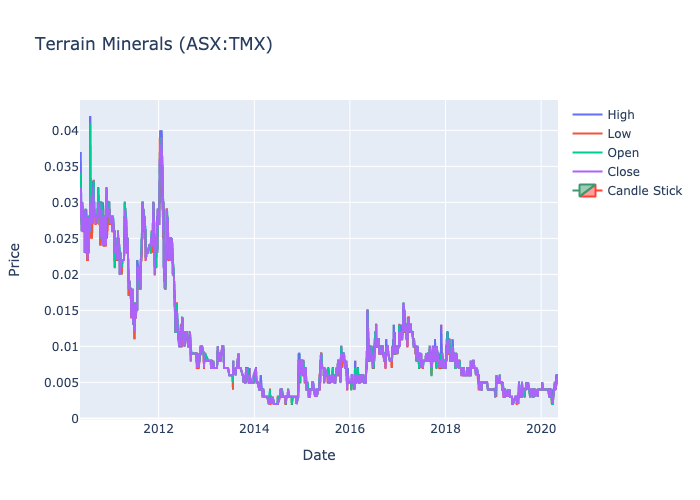 Terrain Minerals (ASX:TMX)
High
Low
Open
Close
Candle Stick
Price
0.04
0.035
0.03
0.025
0.02
0.015
0.01
0.005
0
2012
2014
2016
2018
2020
Date